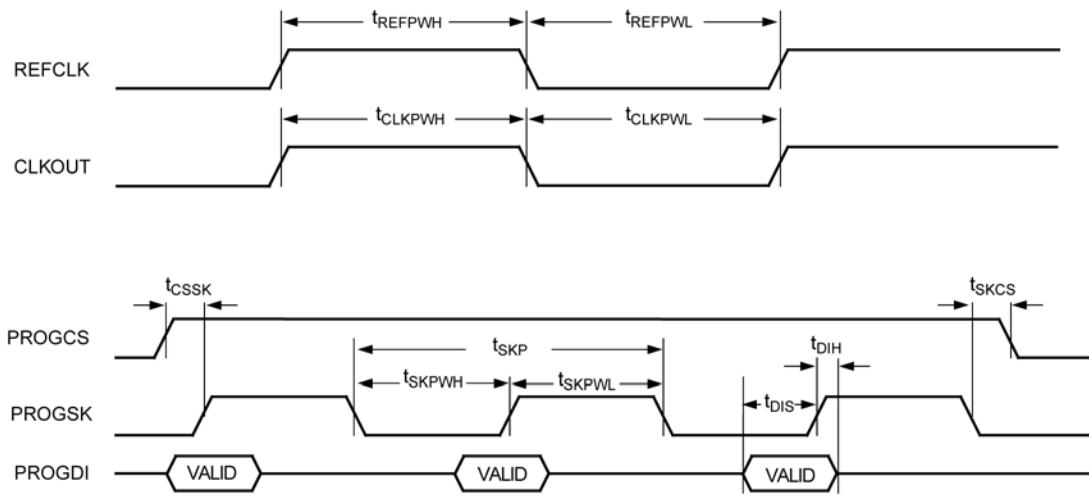 tREFPWH tREFPWL
REFCLK
tCLKPWH tCLKPWL
CLKOUT
tCSSK tSKCS
PROGCS
tSKP tDIH
tSKPWH tSKPWL
tDIS
PROGSK
PROGDI VALID VALID VALID